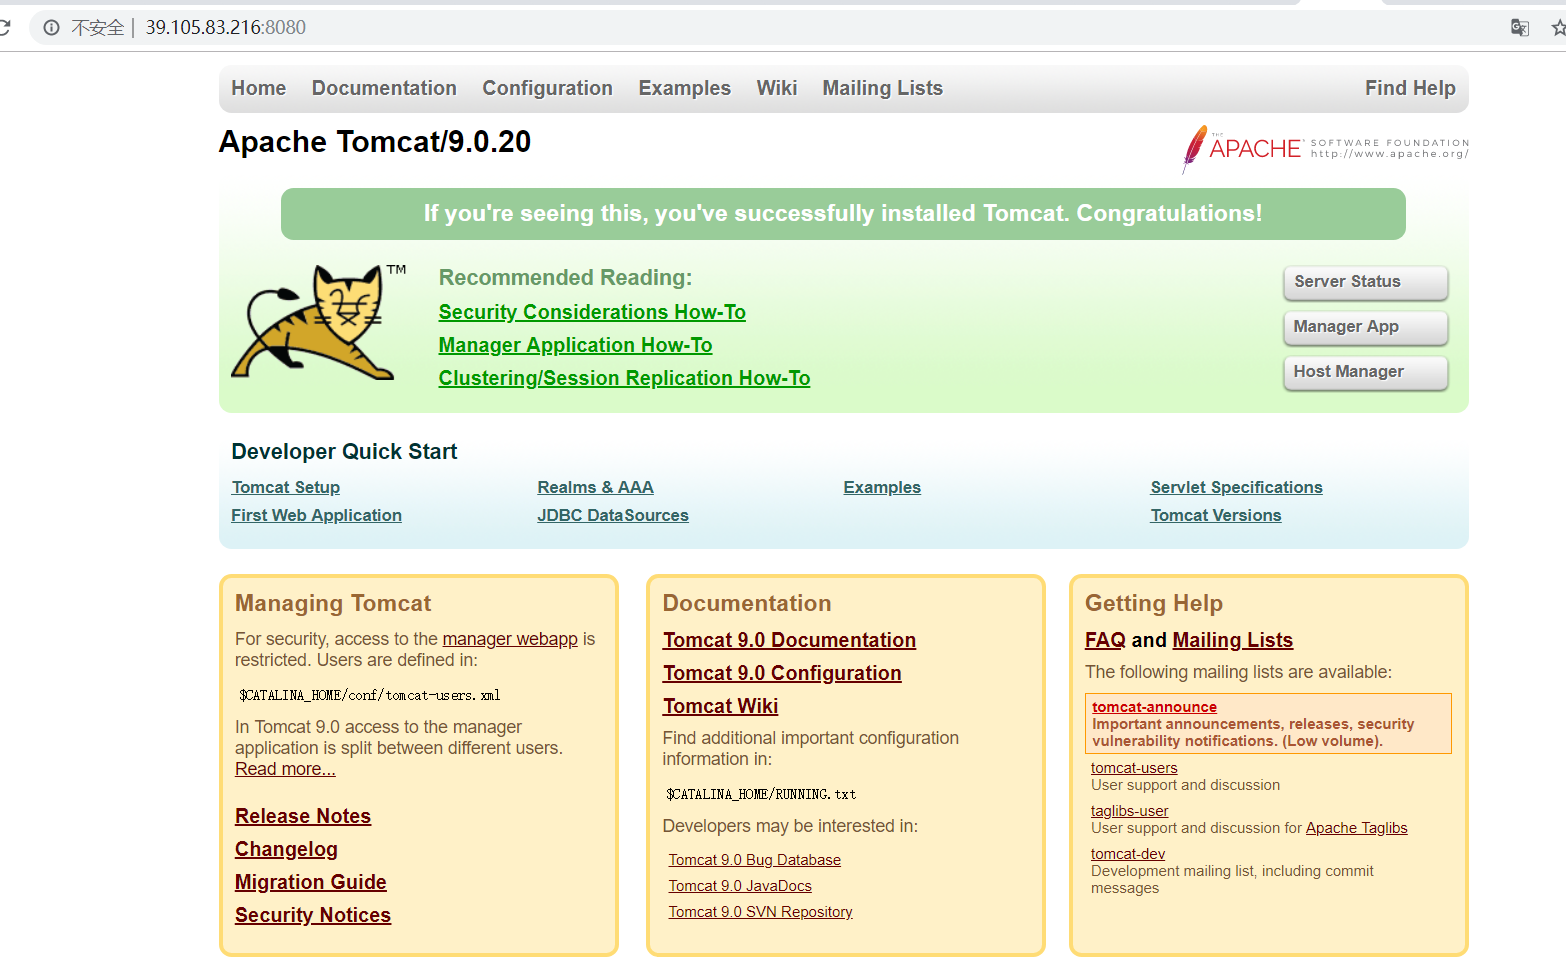 不安全 | 39.105.83.216:8080
Home Documentation Configuration Examples Wiki Mailing Lists Find Help
Apache Tomcat/9.0.20
THE APACHE SOFTWARE FOUNDATION
http://www.apache.org/
If you're seeing this, you've successfully installed Tomcat. Congratulations!
TM
Recommended Reading:
Security Considerations How-To
Manager Application How-To
Clustering/Session Replication How-To
Server Status
Manager App
Host Manager
Developer Quick Start
Tomcat Setup
First Web Application
Realms & AAA
JDBC DataSources
Examples
Servlet Specifications
Tomcat Versions
Managing Tomcat
For security, access to the manager webapp is
restricted. Users are defined in:
$CATALINA_HOME/conf/tomcat-users.xml
In Tomcat 9.0 access to the manager
application is split between different users.
Read more...
Release Notes
Changelog
Migration Guide
Security Notices
Documentation
Tomcat 9.0 Documentation
Tomcat 9.0 Configuration
Tomcat Wiki
Find additional important configuration
information in:
$CATALINA_HOME/RUNNING.txt
Developers may be interested in:
Tomcat 9.0 Bug Database
Tomcat 9.0 JavaDocs
Tomcat 9.0 SVN Repository
Getting Help
FAQ and Mailing Lists
The following mailing lists are available:
tomcat-announce
Important announcements, releases, security
vulnerability notifications. (Low volume).
tomcat-users
User support and discussion
taglibs-user
User support and discussion for Apache Taglibs
tomcat-dev
Development mailing list, including commit
messages